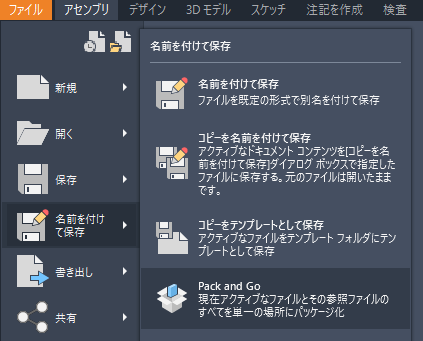 ファイル アセンブリ デザイン 3D モデル スケッチ 注記を作成 検査
名前を付けて保存
新規
開く
保存
名前を付け
て保存
書き出し
共有
名前を付けて保存
ファイルを既定の形式で別名を付けて保存
コピーを名前を付けて保存
アクティブなドキュメント コンテンツを[コピーを名
前を付けて保存]ダイアログ ボックスで指定した
ファイルに保存する。元のファイルは開いたままで
す。
コピーをテンプレートとして保存
アクティブなファイルをテンプレート フォルダにテン
プレートとして保存
Pack and Go
現在アクティブなファイルとその参照ファイルの
すべてを単一の場所にパッケージ化